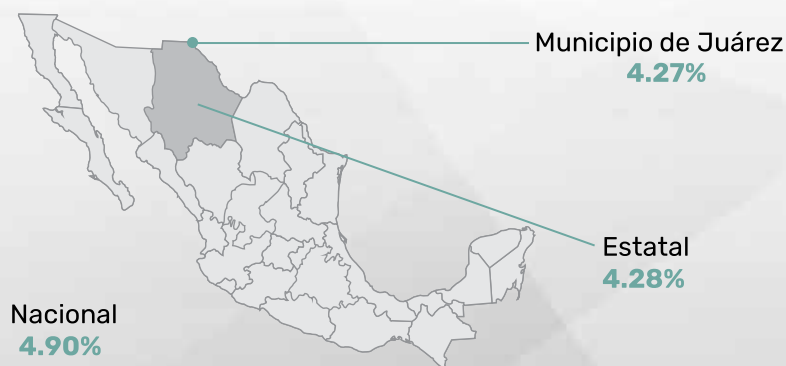 Municipio de Juárez
4.27%
Estatal
4.28%
Nacional
4.90%